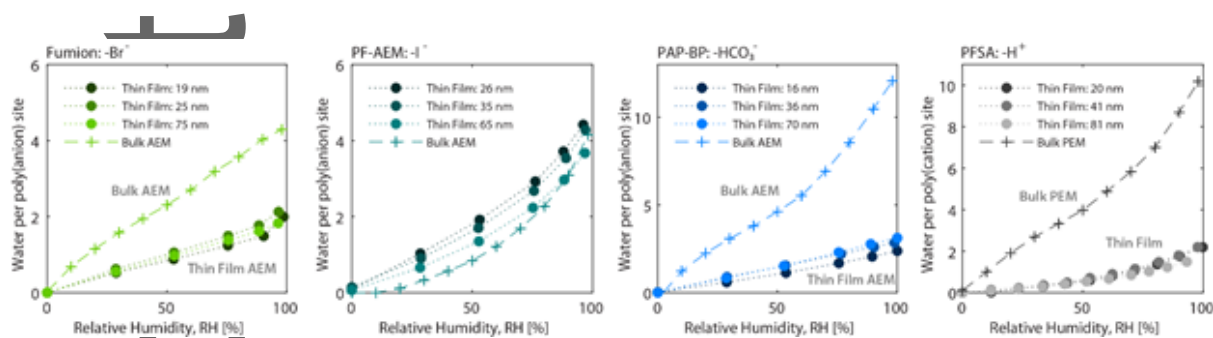 Fumion: -Br⁻
Water per poly(anion) site
6
4
2
0
Thin Film: 19 nm
Thin Film: 25 nm
Thin Film: 75 nm
Bulk AEM
Bulk AEM
Thin Film AEM
0
50
100
Relative Humidity, RH [%]
PF-AEM: -I⁻
Water per poly(anion) site
6
4
2
0
Thin Film: 26 nm
Thin Film: 35 nm
Thin Film: 65 nm
Bulk AEM
0
50
100
Relative Humidity, RH [%]
PAP-BP: -HCO₃⁻
Water per poly(anion) site
10
5
0
Thin Film: 16 nm
Thin Film: 36 nm
Thin Film: 70 nm
Bulk AEM
Bulk AEM
Thin Film AEM
0
50
100
Relative Humidity, RH [%]
PFSA: -H⁺
Water per poly(cation) site
10
8
6
4
2
0
Thin Film: 20 nm
Thin Film: 41 nm
Thin Film: 81 nm
Bulk PEM
Bulk PEM
Thin Film
0
50
100
Relative Humidity, RH [%]